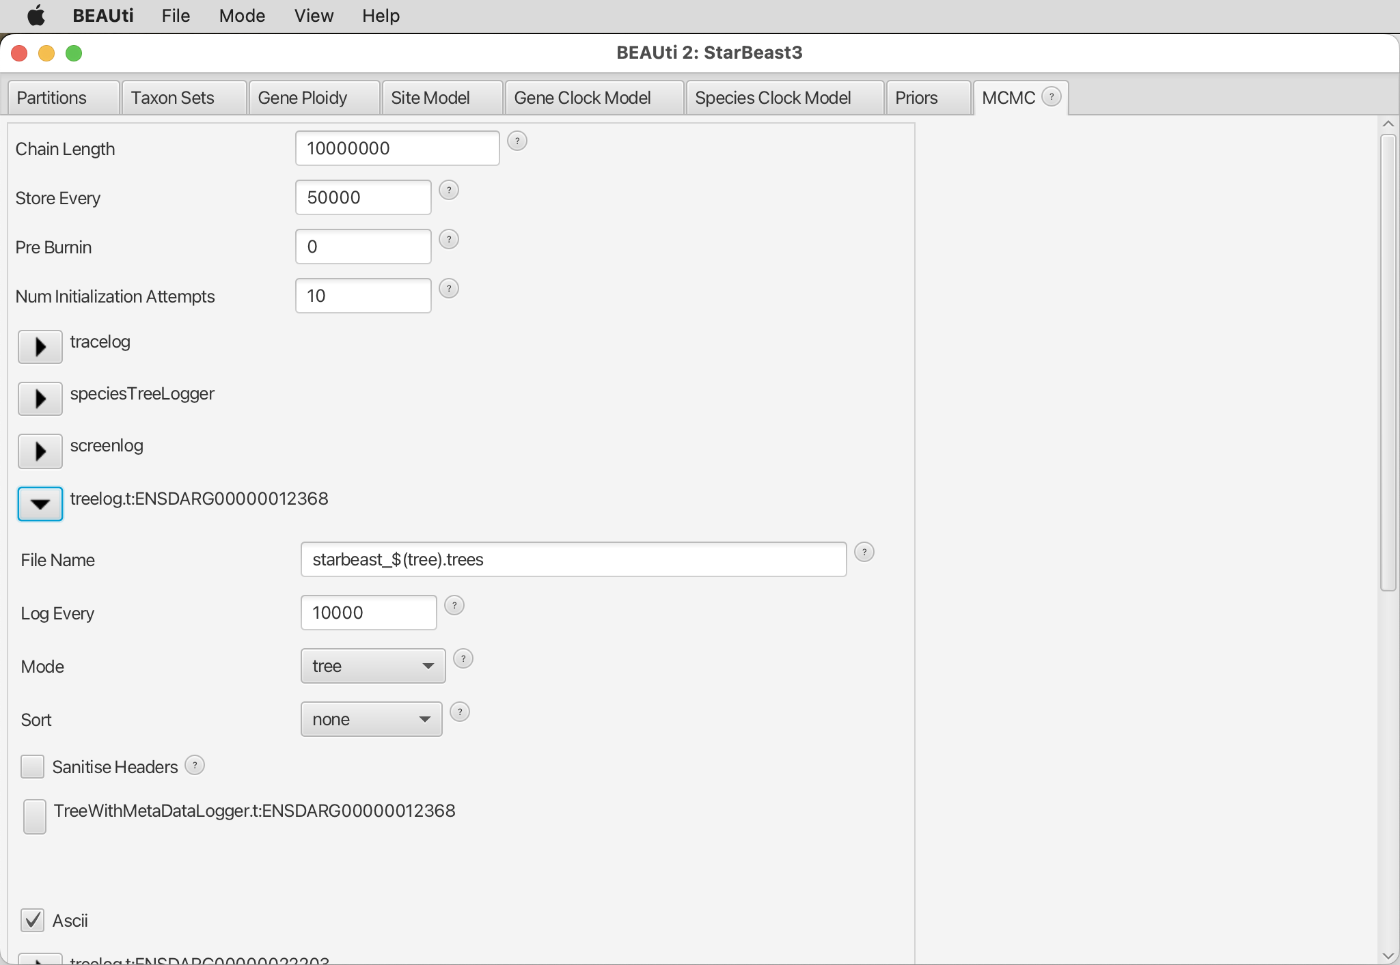 BEAUti File Mode View Help
BEAUti 2: StarBeast3
Partitions Taxon Sets Gene Ploidy Site Model Gene Clock Model Species Clock Model Priors MCMC ?
Chain Length 10000000 ?
Store Every 50000 ?
Pre Burnin 0 ?
Num Initialization Attempts 10 ?
tracelog
speciesTreeLogger
screenlog
treelog.t:ENSDARG00000012368
File Name starbeast_$(tree).trees ?
Log Every 10000 ?
Mode tree ?
Sort none ?
Sanitise Headers ?
TreeWithMetaDataLogger.t:ENSDARG00000012368
Ascii
treelog.t:ENSDARG00000022203